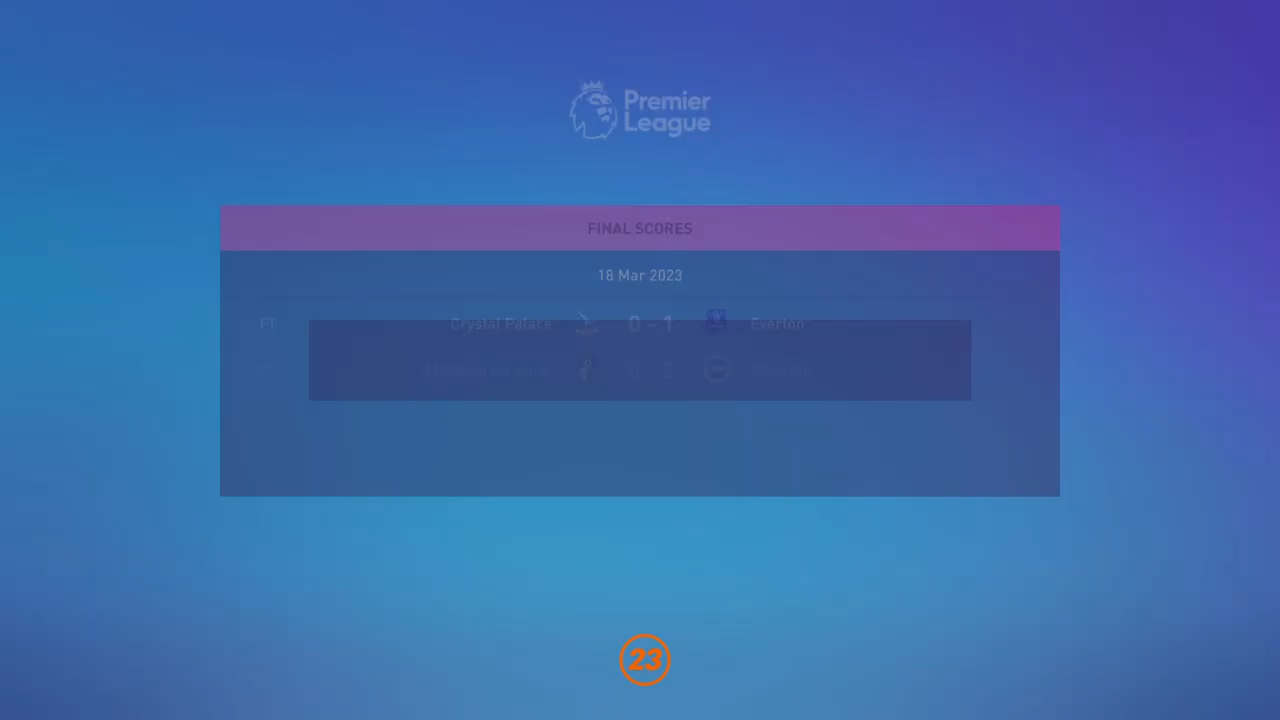 Premier
League
FINAL SCORES
18 Mar 2023
FT Crystal Palace 0 - 1 Everton
23